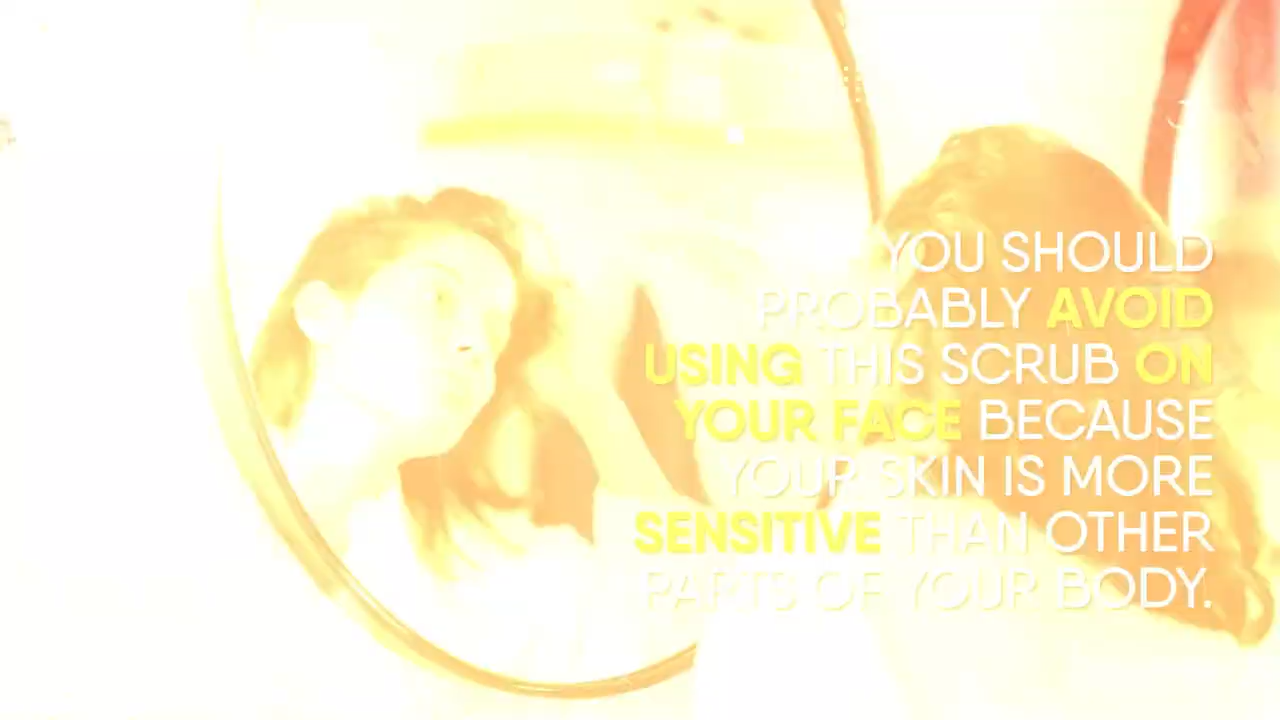 YOU SHOULD
PROBABLY AVOID
USING THIS SCRUB ON
YOUR FACE BECAUSE
YOUR SKIN IS MORE
SENSITIVE THAN OTHER
PARTS OF YOUR BODY.